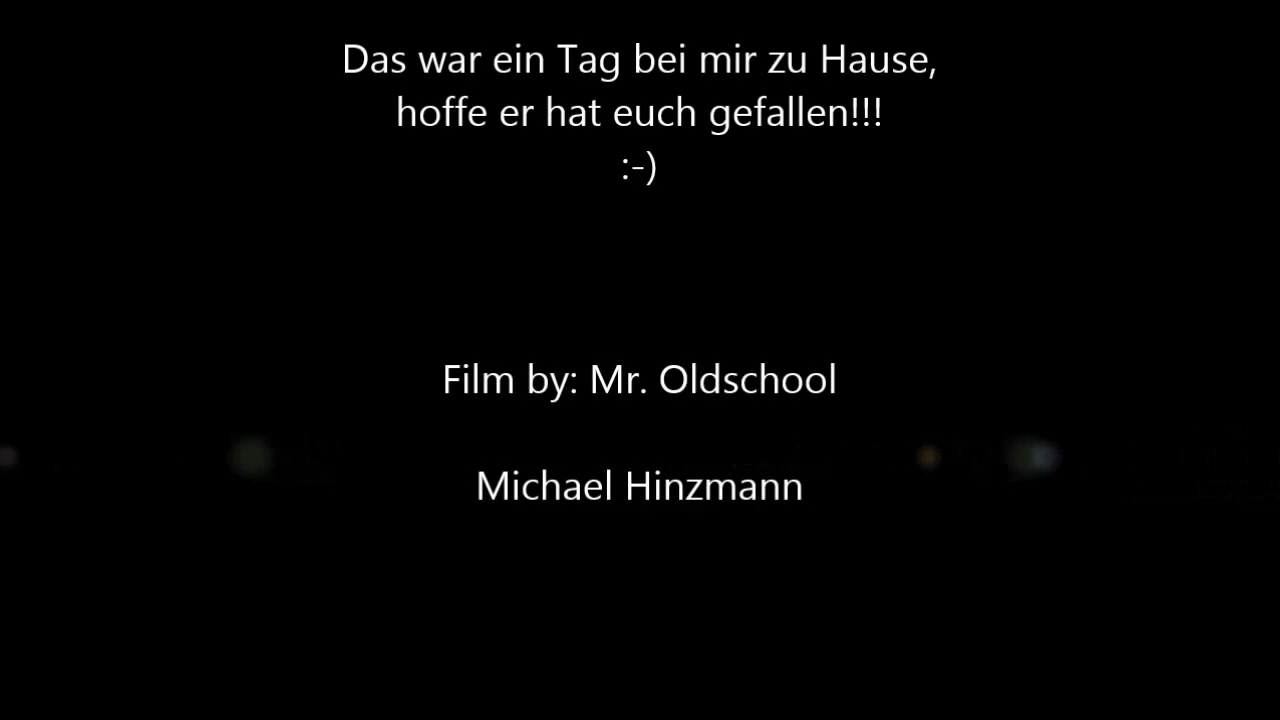 Das war ein Tag bei mir zu Hause,
hoffe er hat euch gefallen!!!
:-)
Film by: Mr. Oldschool
Michael Hinzmann